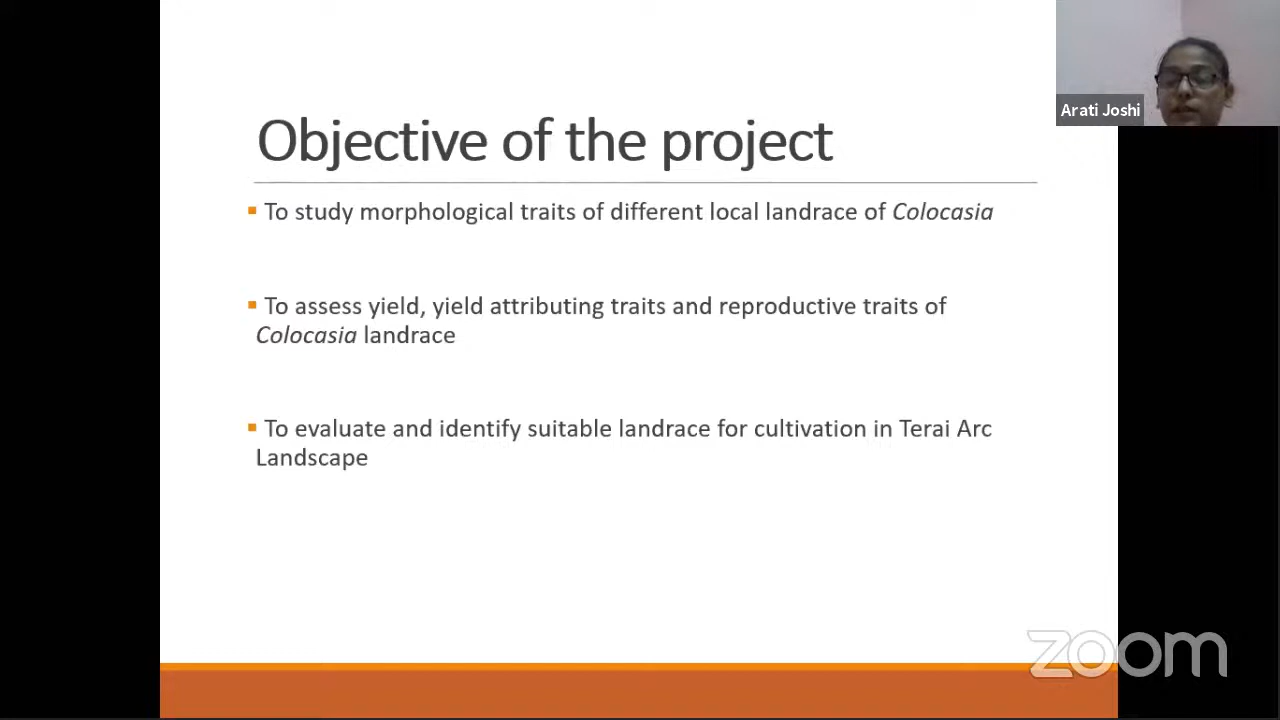 Arati Joshi
Objective of the project
To study morphological traits of different local landrace of Colocasia
To assess yield, yield attributing traits and reproductive traits of
Colocasia landrace
To evaluate and identify suitable landrace for cultivation in Terai Arc
Landscape
zoom